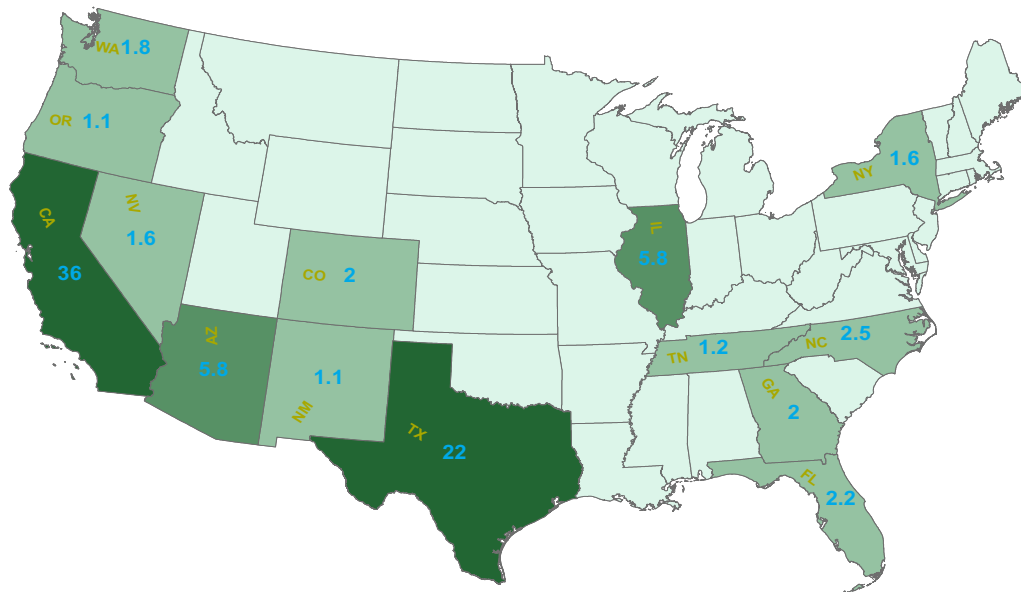 WA 1.8
OR 1.1
CA
36
NV
1.6
AZ
5.8
CO 2
NM
1.1
TX
22
IL
5.8
TN 1.2
NC 2.5
GA
2
FL
2.2
NY
1.6